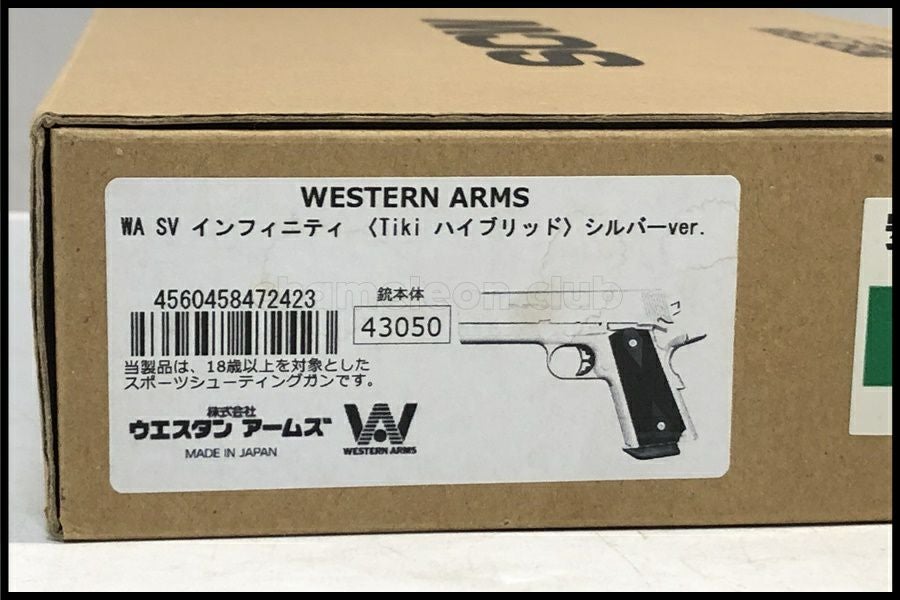 SCW
WESTERN ARMS
WA SV インフィニティ 〈Tiki ハイブリッド〉シルバーver.
chameleon club
4560458472423
銃本体
43050
当製品は、18歳以上を対象とした
スポーツシューティングガンです。
株式会社
ウエスタン アームズ
MADE IN JAPAN
WESTERN ARMS